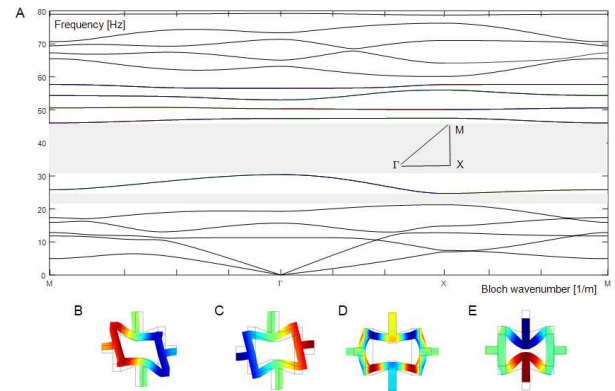 A
Frequency [Hz]
80
70
60
50
40
30
20
10
0
M
Γ
X
M
Γ
X
M
Bloch wavenumber [1/m]
B
C
D
E